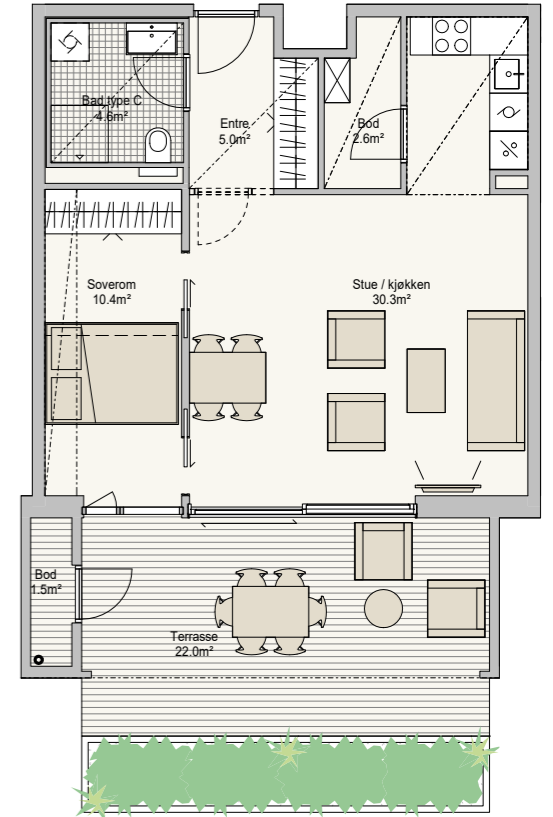 Bad type C
4.6m²
Entre
5.0m²
Bod
2.6m²
Soverom
10.4m²
Stue / kjøkken
30.3m²
Bod
1.5m²
Terrasse
22.0m²